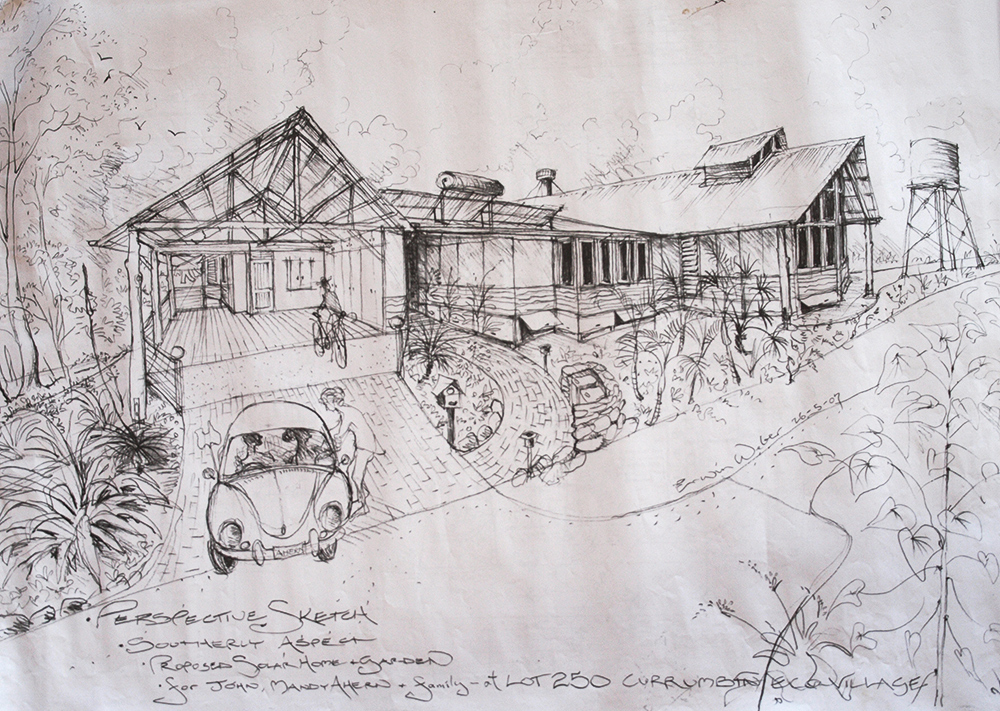 Erwin Weber 26-5-07
AHERN
PERSPECTIVE SKETCH
SOUTHERLY ASPECT
PROPOSED SOLAR HOME & GARDEN
for JOHN, MANDY AHERN + family - at LOT 250 CURRUMBIN ECO VILLAGE